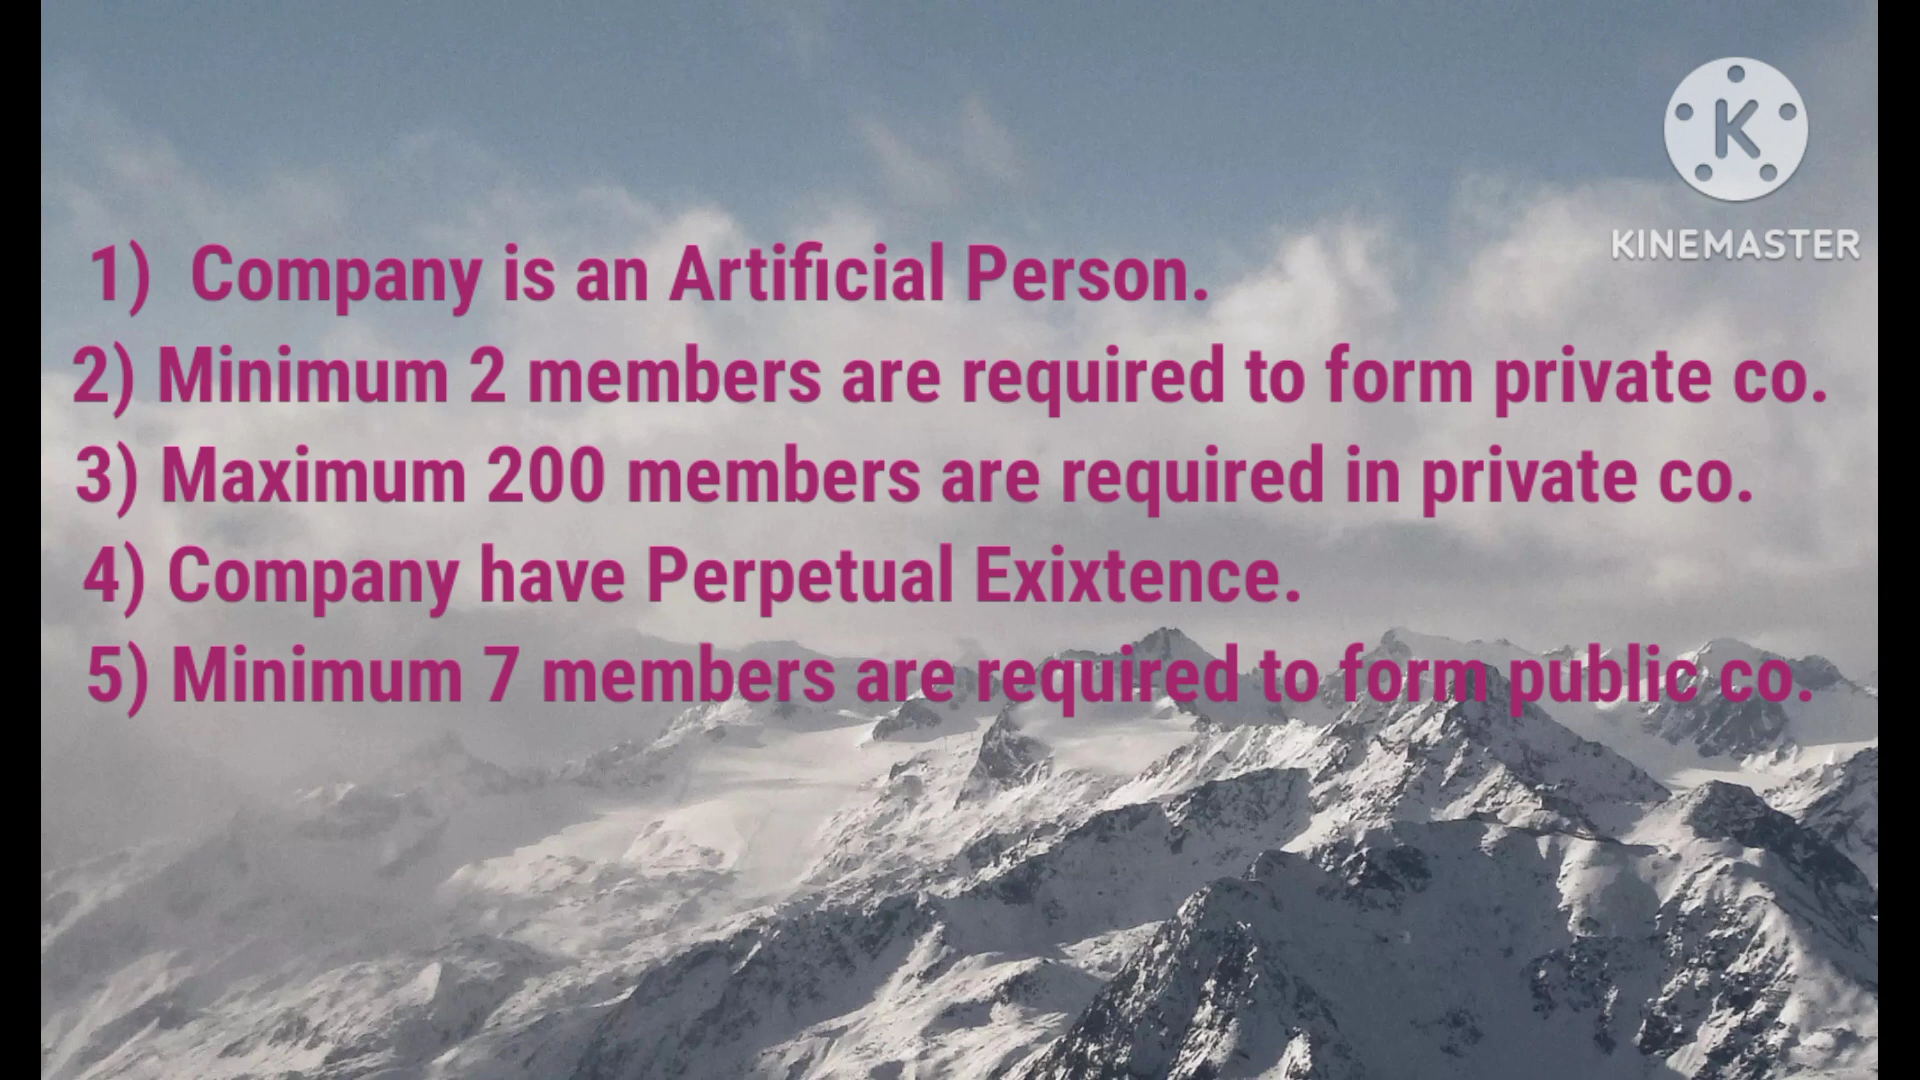 K
KINEMASTER
1) Company is an Artificial Person.
2) Minimum 2 members are required to form private co.
3) Maximum 200 members are required in private co.
4) Company have Perpetual Exixtence.
5) Minimum 7 members are required to form public co.